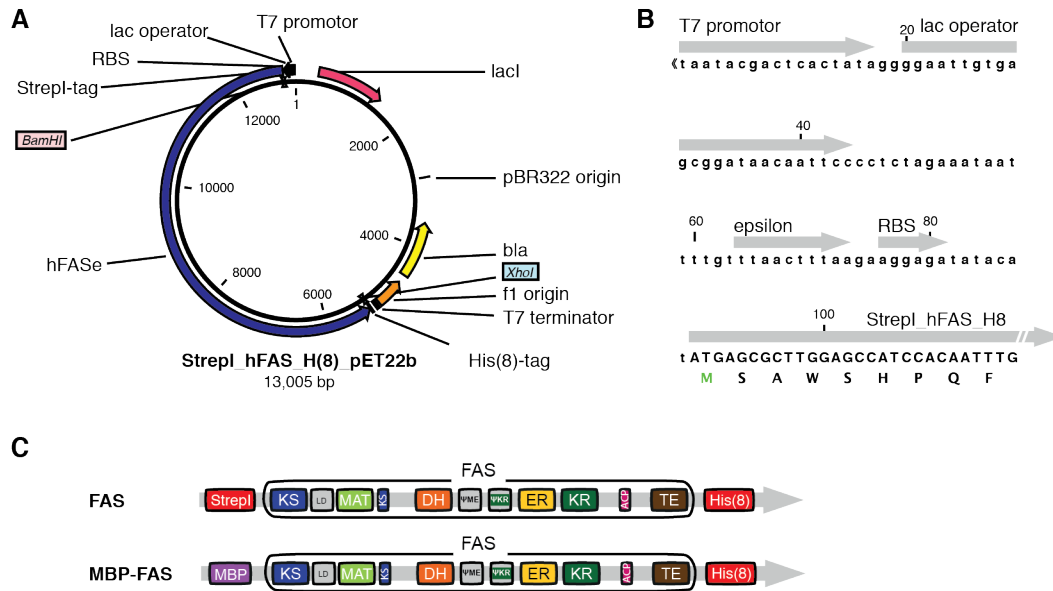 A
T7 promotor
lac operator
RBS
StrepI-tag
BamHI
lacI
1
12000
2000
10000
pBR322 origin
4000
hFASe
8000
6000
bla
XhoI
f1 origin
T7 terminator
His(8)-tag
StrepI_hFAS_H(8)_pET22b
13,005 bp
B
T7 promotor 20 lac operator
《taatacgactcactataggggaattgtga
40
gcggataacaattcccctctagaaataat
60 epsilon RBS 80
tttgtttaactttaagaaggagatataca
100 StrepI_hFAS_H8
tATGAGCGCTTGGAGCCATCCACAATTTG
M S A W S H P Q F
C
FAS
FAS StrepI KS LD MAT KS DH ΨME ΨKR ER KR ACP TE His(8)
FAS
MBP-FAS MBP KS LD MAT KS DH ΨME ΨKR ER KR ACP TE His(8)